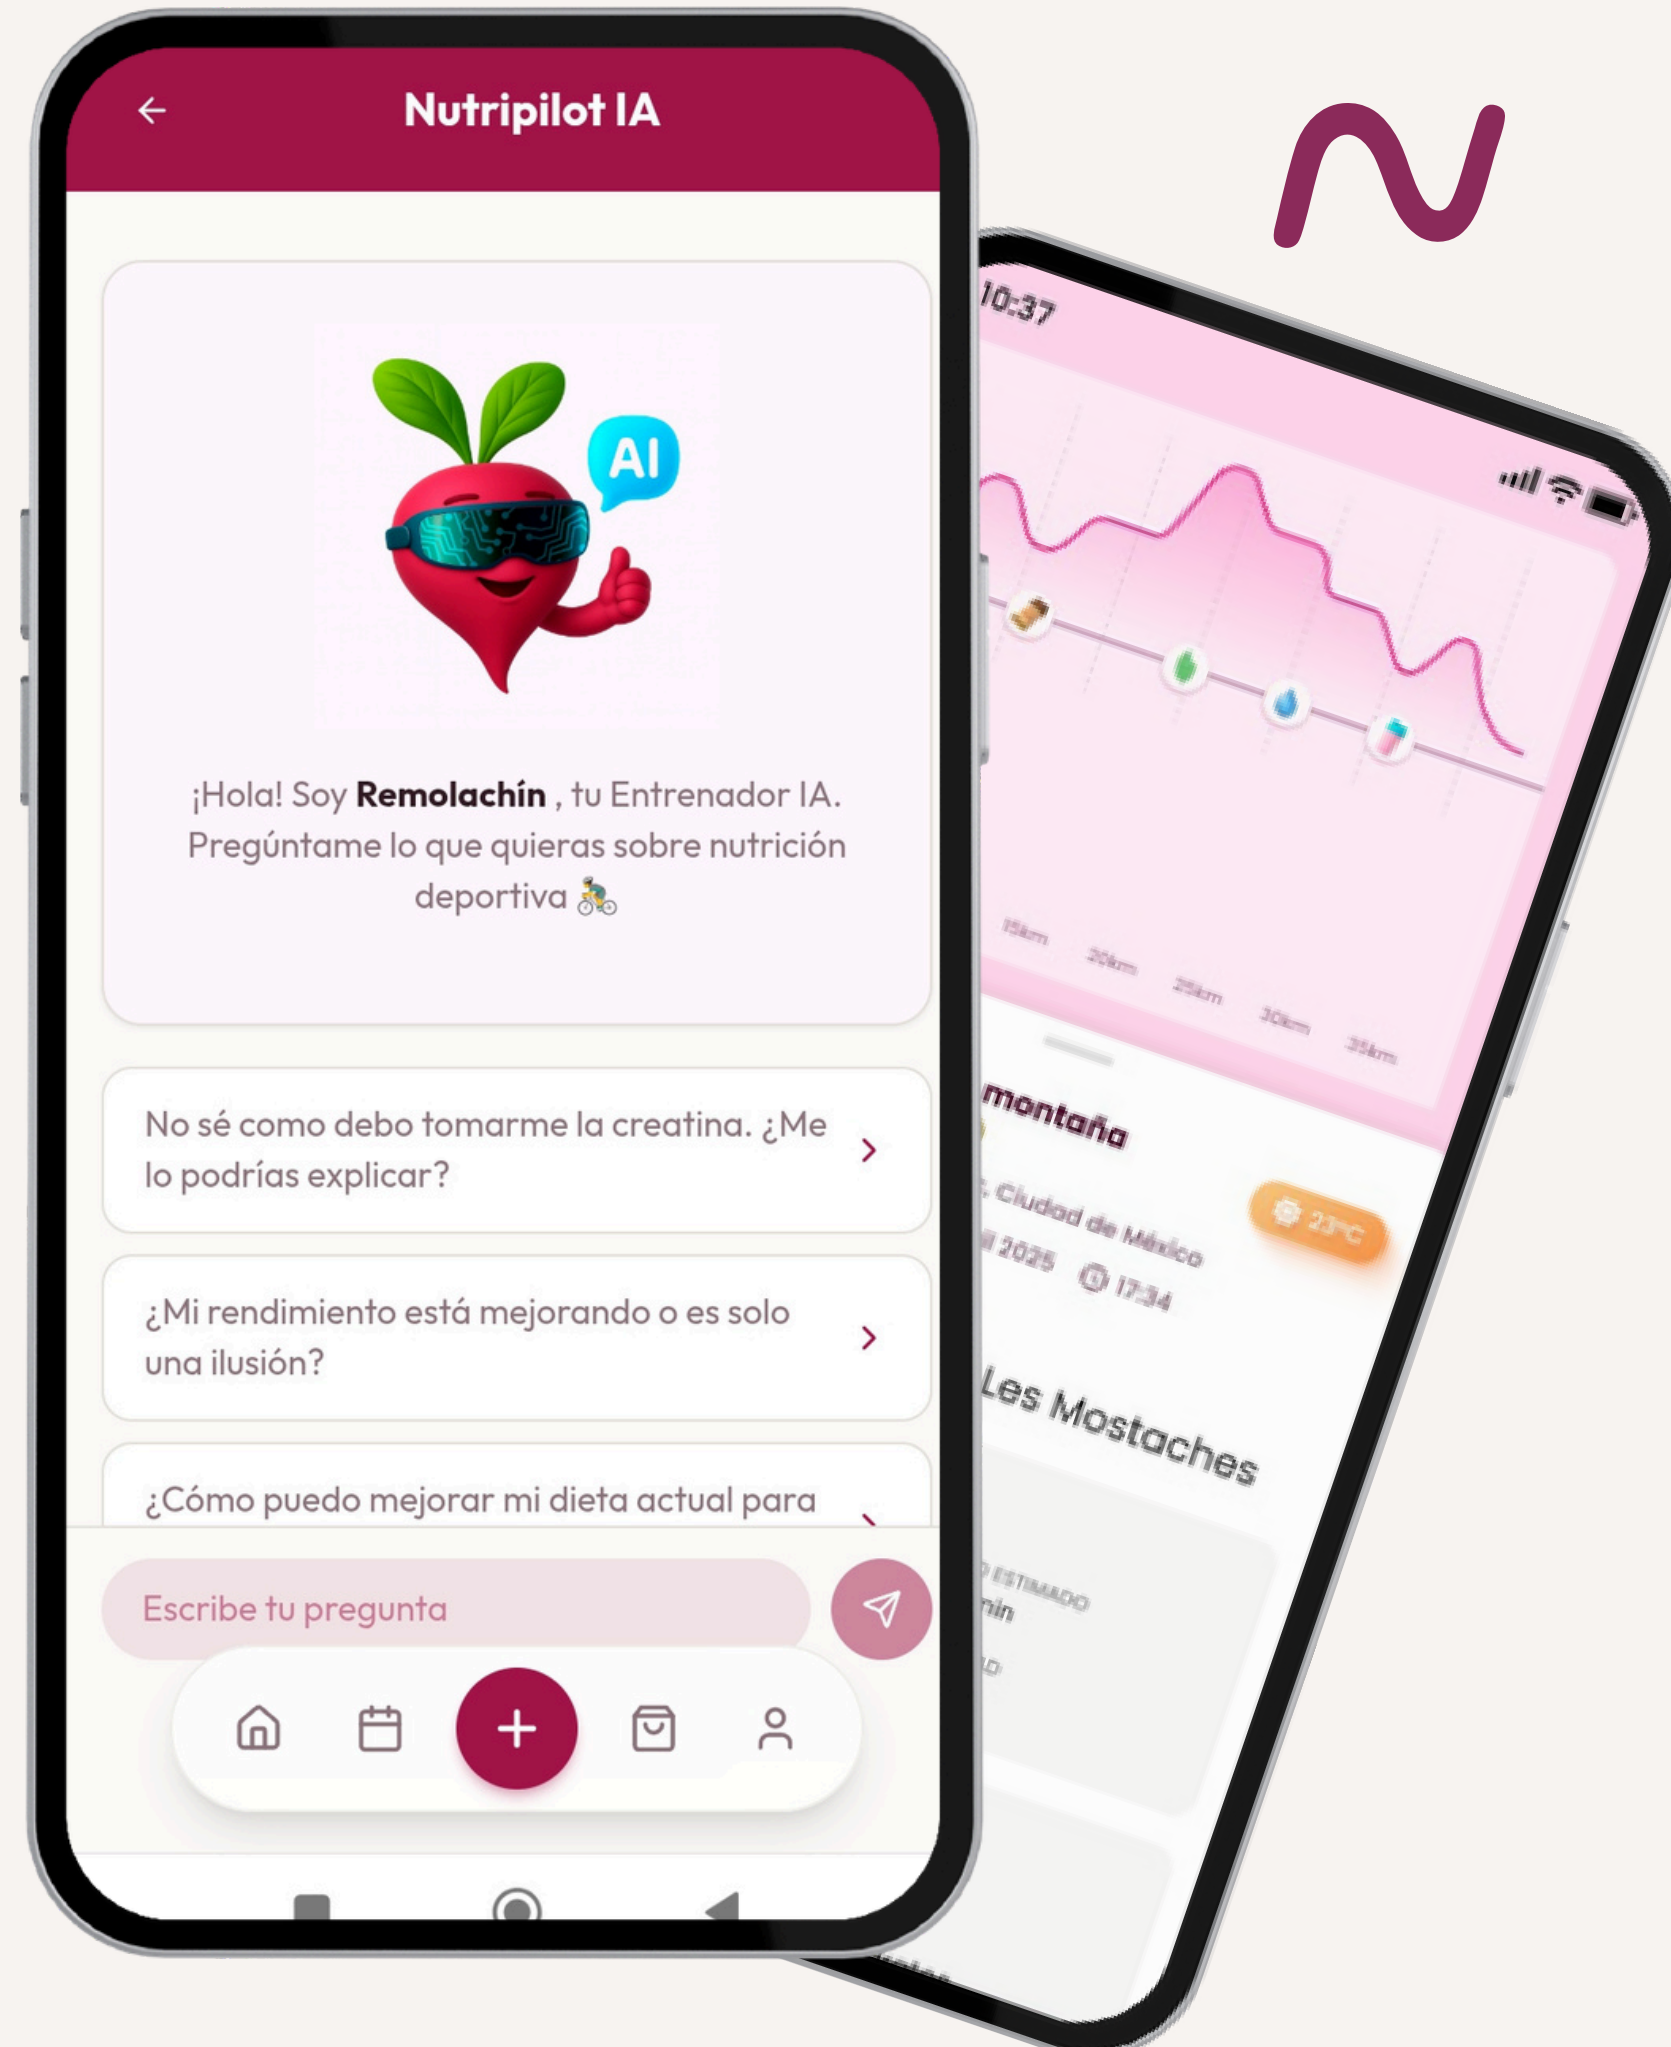 Nutripilot IA
AI
¡Hola! Soy Remolachín , tu Entrenador IA.
Pregúntame lo que quieras sobre nutrición
deportiva
No sé como debo tomarme la creatina. ¿Me
lo podrías explicar?
¿Mi rendimiento está mejorando o es solo
una ilusión?
¿Cómo puedo mejorar mi dieta actual para
Escribe tu pregunta
10:37
15km
20km
25km
30km
35km
montaña
Ciudad de México
2025
17:34
23°C
Les Mostaches
ESTIMADO
min